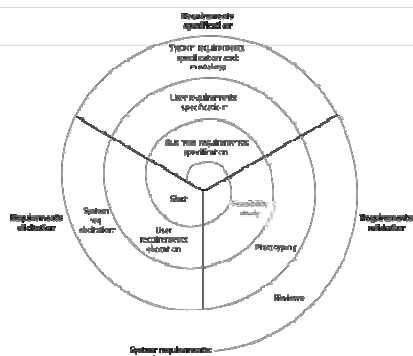 Requirements
specification
System requirements
specification and
modeling
User requirements
specification
Business requirements
specification
Start
Feasibility
study
System
req.
elicitation
User
requirements
elicitation
Requirements
elicitation
Requirements
validation
Prototyping
Reviews
System requirements